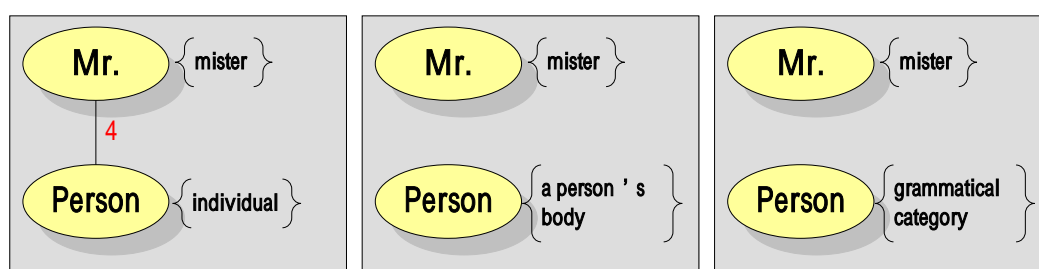 Mr. { mister }
4
Person { individual }
Mr. { mister }
Person { a person ’ s
body }
Mr. { mister }
Person { grammatical
category }